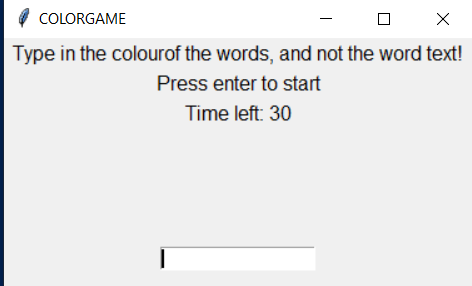 COLORGAME
Type in the colourof the words, and not the word text!
Press enter to start
Time left: 30